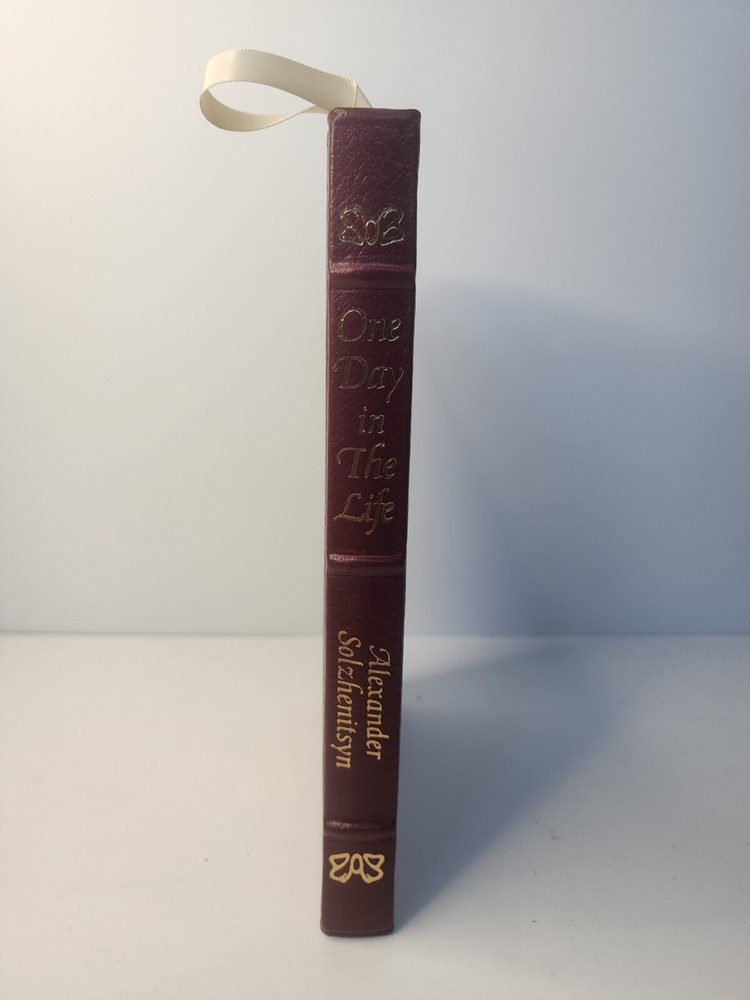 One
Day
in
The
Life
Alexander
Solzhenitsyn